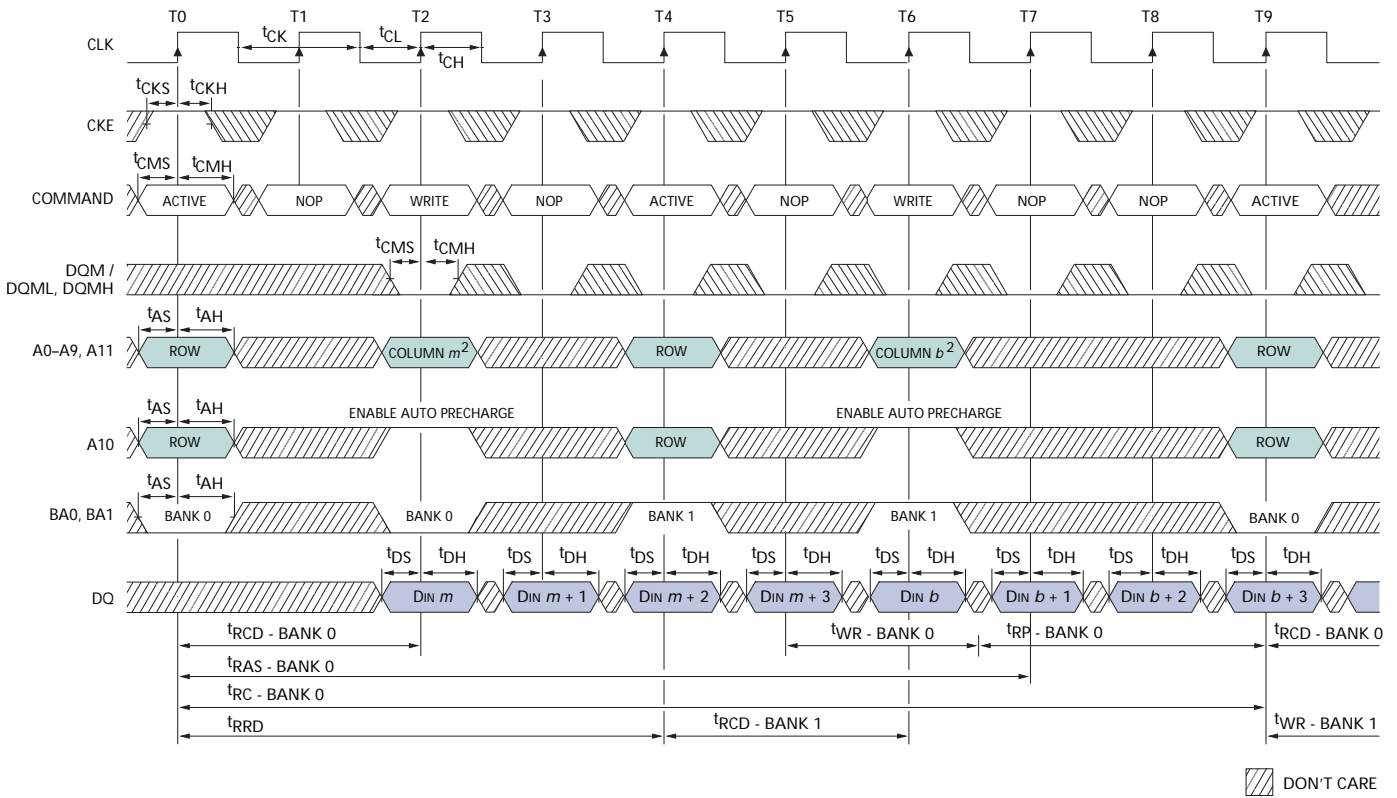 T0 T1 T2 T3 T4 T5 T6 T7 T8 T9
CLK
tCK tCL tCH
tCKS tCKH
CKE
tCMS tCMH
COMMAND ACTIVE NOP WRITE NOP ACTIVE NOP WRITE NOP NOP ACTIVE
tCMS tCMH
DQM /
DQML, DQMH
tAS tAH
A0–A9, A11 ROW COLUMN m2 ROW COLUMN b2 ROW
tAS tAH ENABLE AUTO PRECHARGE ENABLE AUTO PRECHARGE
A10 ROW ROW ROW
tAS tAH
BA0, BA1 BANK 0 BANK 0 BANK 1 BANK 1 BANK 0
tDS tDH tDS tDH tDS tDH tDS tDH tDS tDH tDS tDH tDS tDH tDS tDH
DQ DIN m DIN m + 1 DIN m + 2 DIN m + 3 DIN b DIN b + 1 DIN b + 2 DIN b + 3
tRCD - BANK 0 tWR - BANK 0 tRP - BANK 0 tRCD - BANK 0
tRAS - BANK 0
tRC - BANK 0
tRRD tRCD - BANK 1 tWR - BANK 1
DON'T CARE